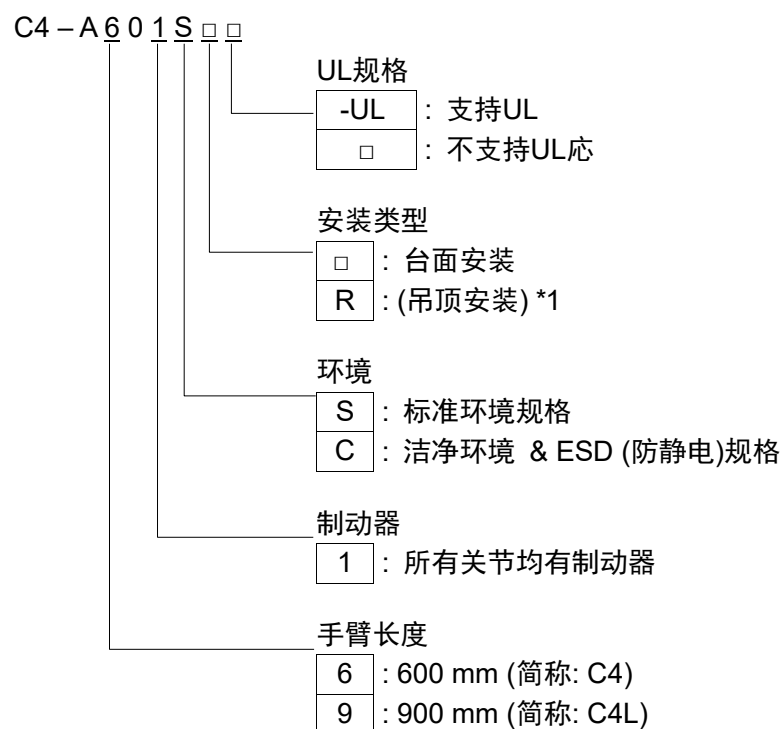 C4 – A 6 0 1 S □ □
UL规格
-UL : 支持UL
□ : 不支持UL応
安装类型
□ : 台面安装
R : (吊顶安装) *1
环境
S : 标准环境规格
C : 洁净环境 & ESD (防静电)规格
制动器
1 : 所有关节均有制动器
手臂长度
6 : 600 mm (简称: C4)
9 : 900 mm (简称: C4L)